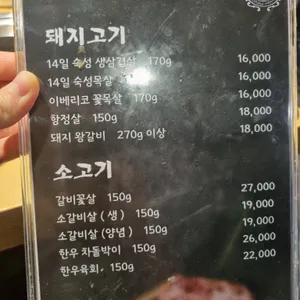 돼지고기
14일 숙성 생삼겹살 170g 16,000
14일 숙성목살 16,000
이베리코 꽃목살 170g 16,000
항정살 150g 18,000
돼지 왕갈비 270g 이상 18,000
소고기
갈비꽃살 150g 27,000
소갈비살 ( 생 ) 150g 19,000
소갈비살 (양념 ) 150g 19,000
한우 차돌박이 150g 26,000
한우육회. 150g 22,000